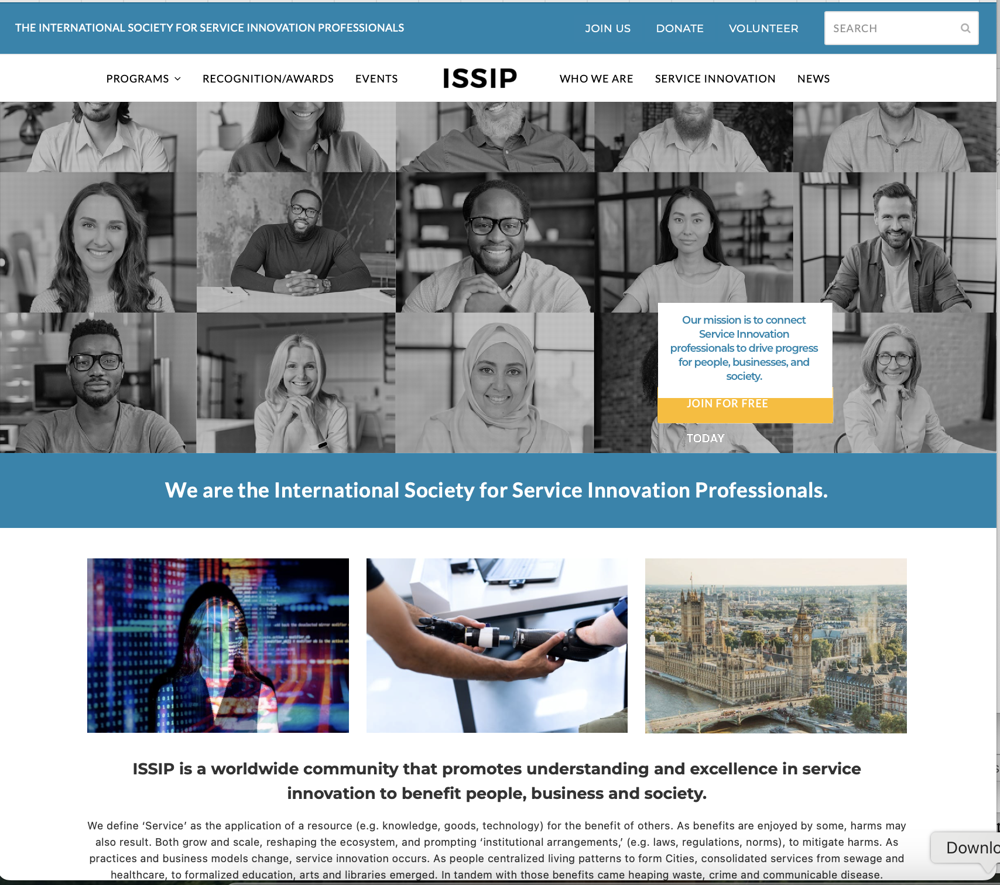 THE INTERNATIONAL SOCIETY FOR SERVICE INNOVATION PROFESSIONALS
JOIN US DONATE VOLUNTEER SEARCH
PROGRAMS RECOGNITION/AWARDS EVENTS ISSIP WHO WE ARE SERVICE INNOVATION NEWS
Our mission is to connect
Service Innovation
professionals to drive progress
for people, businesses, and
society.
JOIN FOR FREE
TODAY
We are the International Society for Service Innovation Professionals.
ISSIP is a worldwide community that promotes understanding and excellence in service
innovation to benefit people, business and society.
We define ‘Service’ as the application of a resource (e.g. knowledge, goods, technology) for the benefit of others. As benefits are enjoyed by some, harms may
also result. Both grow and scale, reshaping the ecosystem, and prompting ‘institutional arrangements,’ (e.g. laws, regulations, norms), to mitigate harms. As
practices and business models change, service innovation occurs. As people centralized living patterns to form Cities, consolidated services from sewage and
healthcare, to formalized education, arts and libraries emerged. In tandem with those benefits came heaping waste, crime and communicable disease.
Downlo